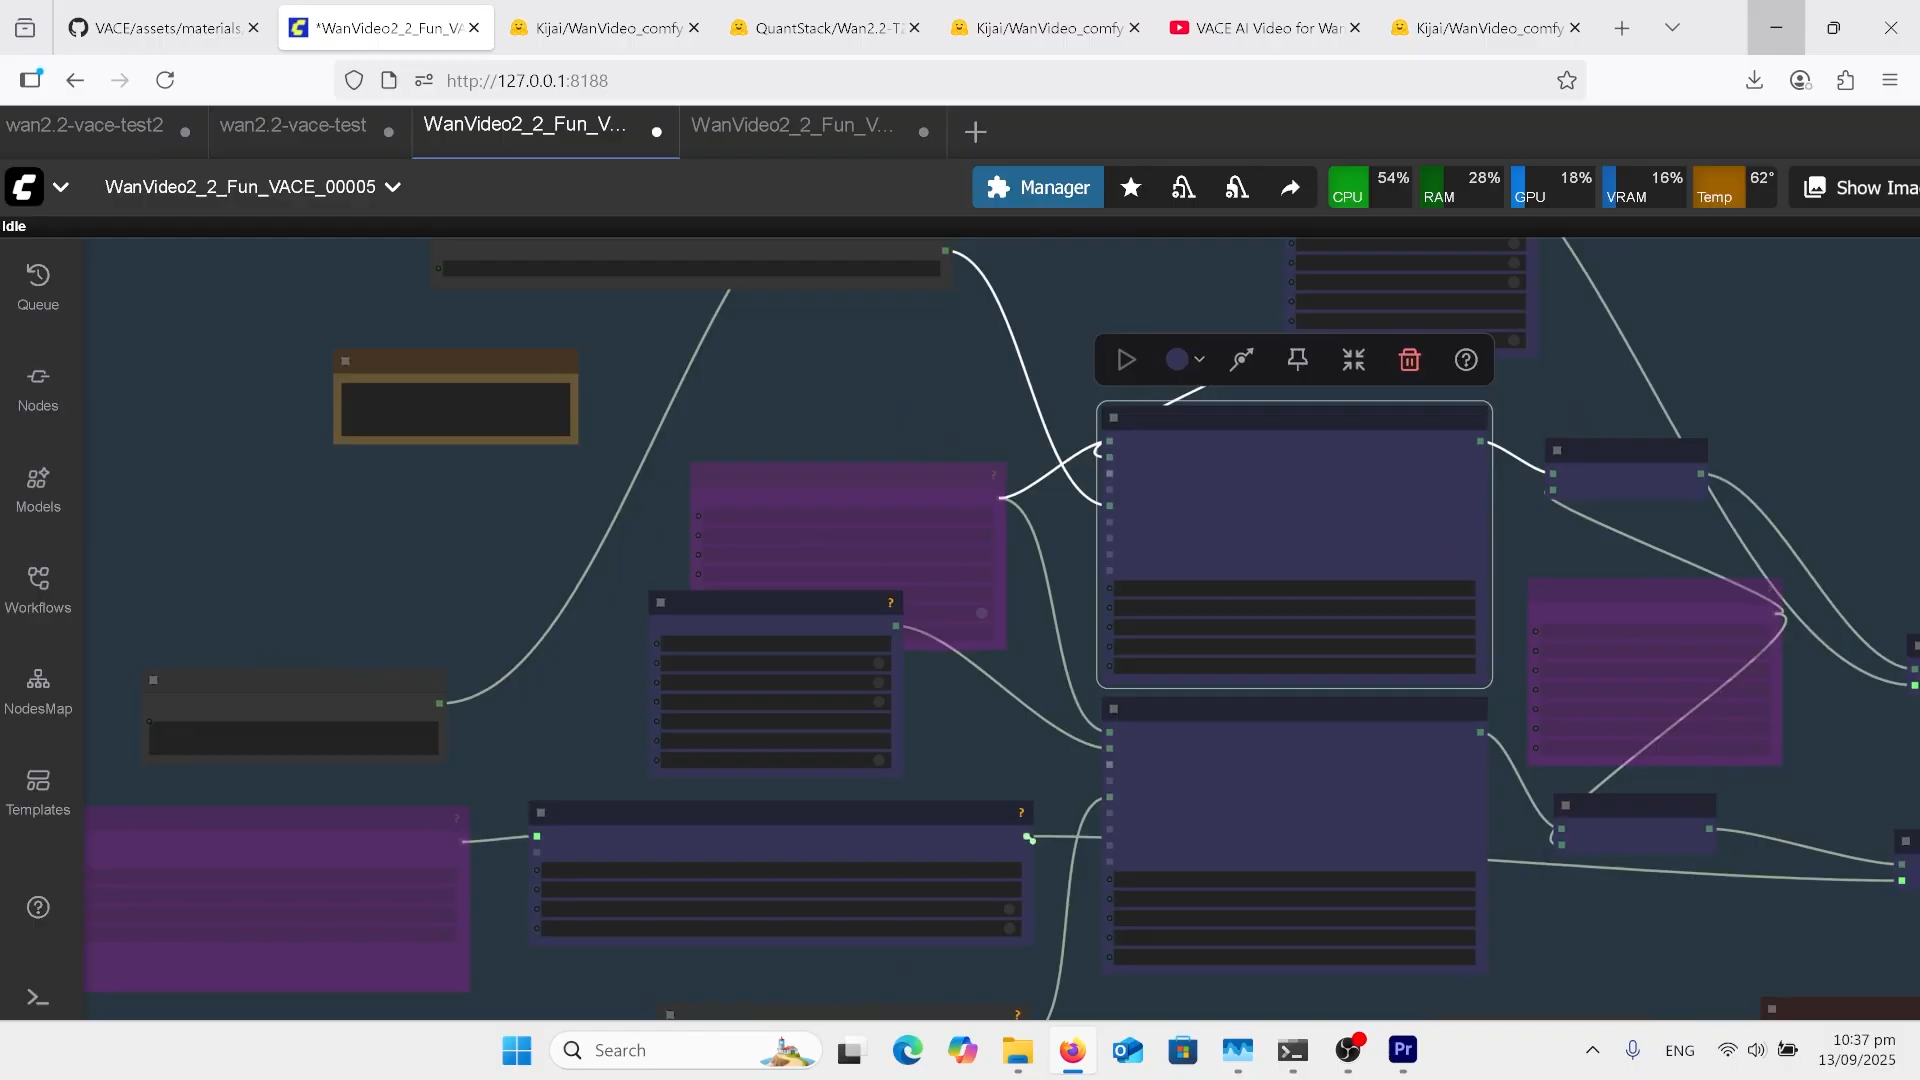 VACE/assets/materials,
*WanVideo2_2_Fun_VA
Kijai/WanVideo_comfy
QuantStack/Wan2.2-T2
Kijai/WanVideo_comfy
VACE AI Video for War
Kijai/WanVideo_comfy
http://127.0.0.1:8188
wan2.2-vace-test2
wan2.2-vace-test
WanVideo2_2_Fun_V...
WanVideo2_2_Fun_V...
WanVideo2_2_Fun_VACE_00005
Manager
CPU 54%
RAM 28%
GPU 18%
VRAM 16%
Temp 62°
Show Ima
Idle
Queue
Nodes
Models
Workflows
NodesMap
Templates
?
?
?
?
?
Search
Pr
ENG
10:37 pm
13/09/2025